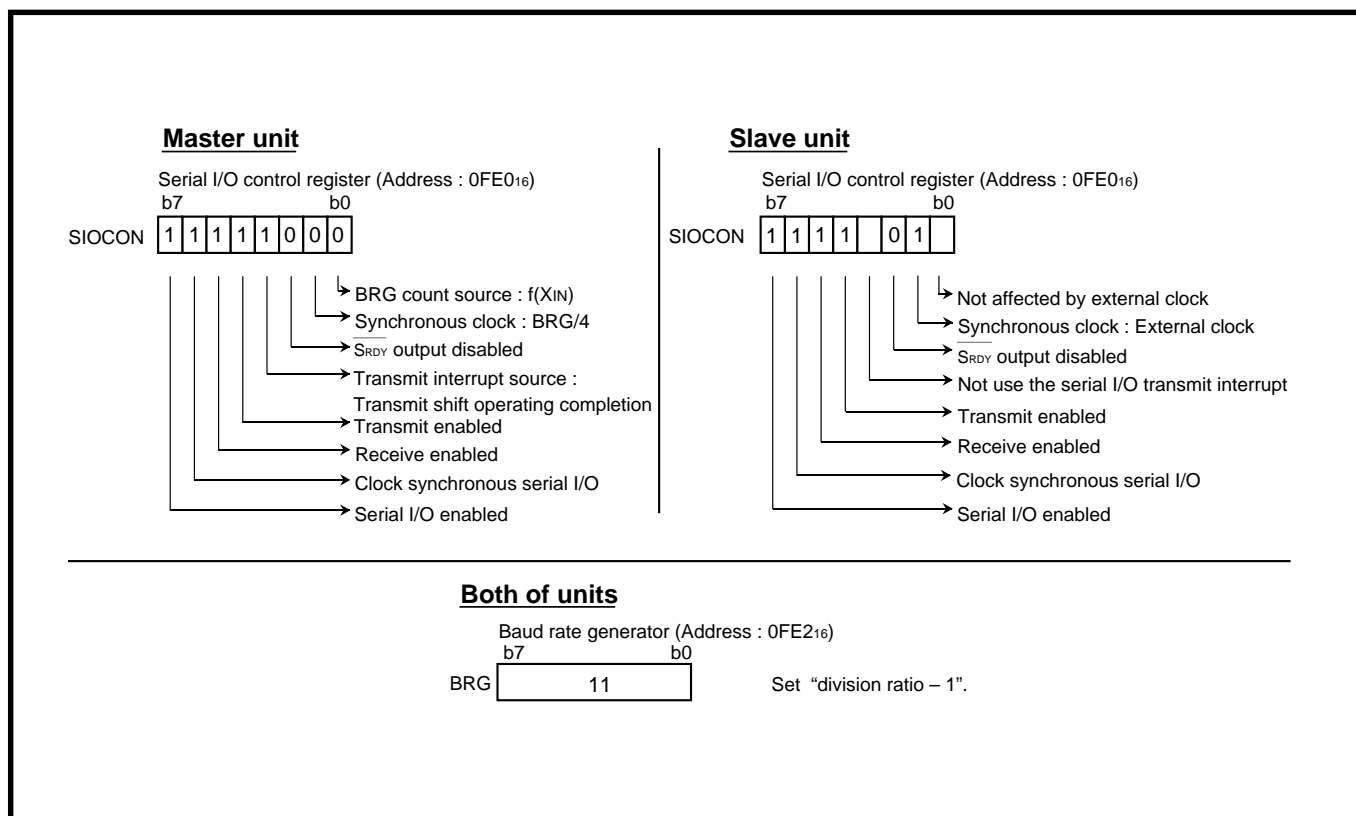 Master unit
Serial I/O control register (Address : 0FE016)
b7 b0
SIOCON 1 1 1 1 1 0 0 0
BRG count source : f(XIN)
Synchronous clock : BRG/4
SRDY output disabled
Transmit interrupt source :
Transmit shift operating completion
Transmit enabled
Receive enabled
Clock synchronous serial I/O
Serial I/O enabled
Slave unit
Serial I/O control register (Address : 0FE016)
b7 b0
SIOCON 1 1 1 1 0 1
Not affected by external clock
Synchronous clock : External clock
SRDY output disabled
Not use the serial I/O transmit interrupt
Transmit enabled
Receive enabled
Clock synchronous serial I/O
Serial I/O enabled
Both of units
Baud rate generator (Address : 0FE216)
b7 b0
BRG 11 Set “division ratio – 1”.